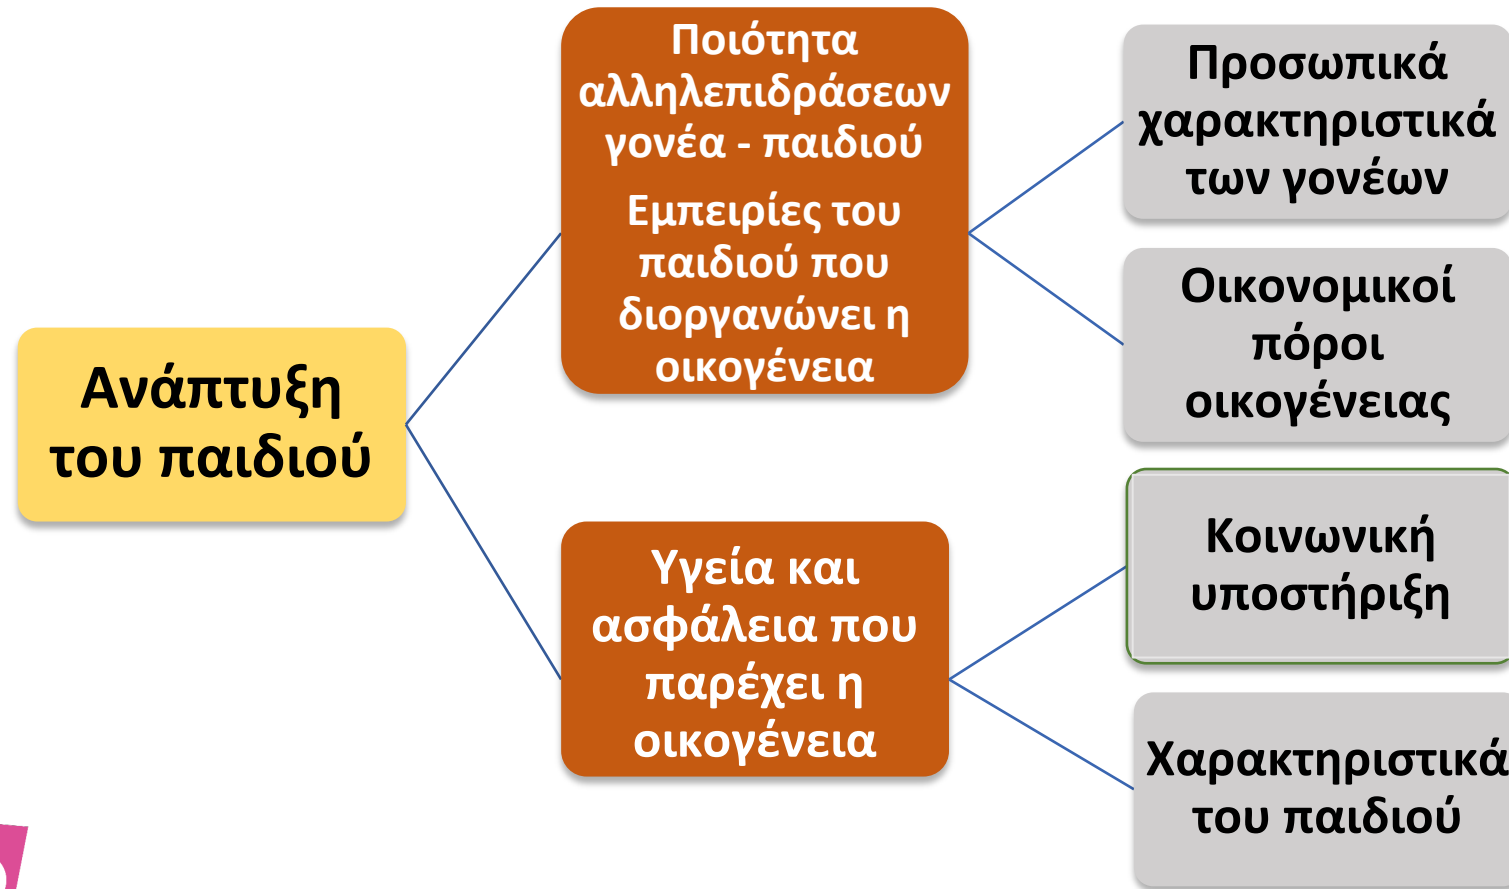 Ανάπτυξη
του παιδιού
Ποιότητα
αλληλεπιδράσεων
γονέα - παιδιού
Εμπειρίες του
παιδιού που
διοργανώνει η
οικογένεια
Υγεία και
ασφάλεια που
παρέχει η
οικογένεια
Προσωπικά
χαρακτηριστικά
των γονέων
Οικονομικοί
πόροι
οικογένειας
Κοινωνική
υποστήριξη
Χαρακτηριστικά
του παιδιού